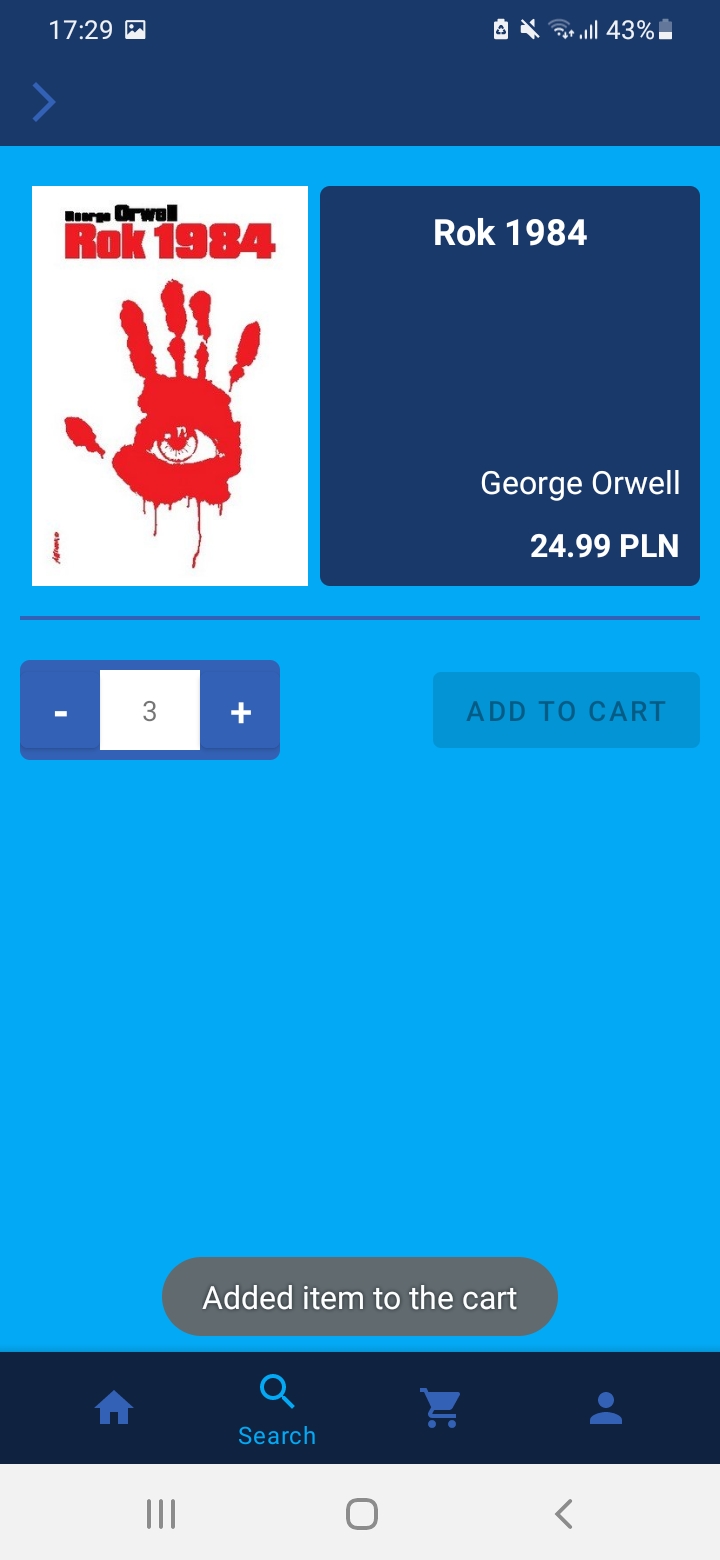 17:29
43%
George Orwell
Rok 1984
Rok 1984
George Orwell
24.99 PLN
- 3 +
ADD TO CART
Added item to the cart
Search